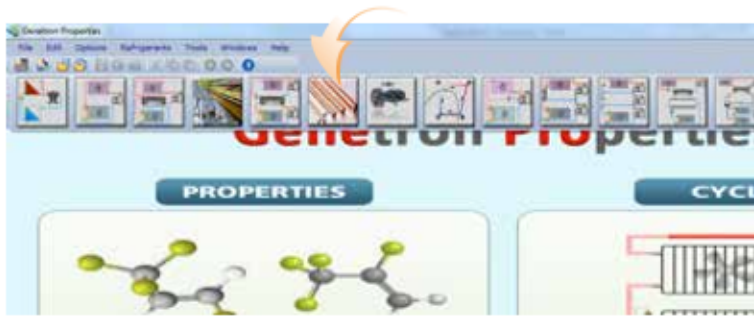 Genetron Properties
File Edit Options Refrigerants Tools Windows Help
Genetron Properties
PROPERTIES
CYCL